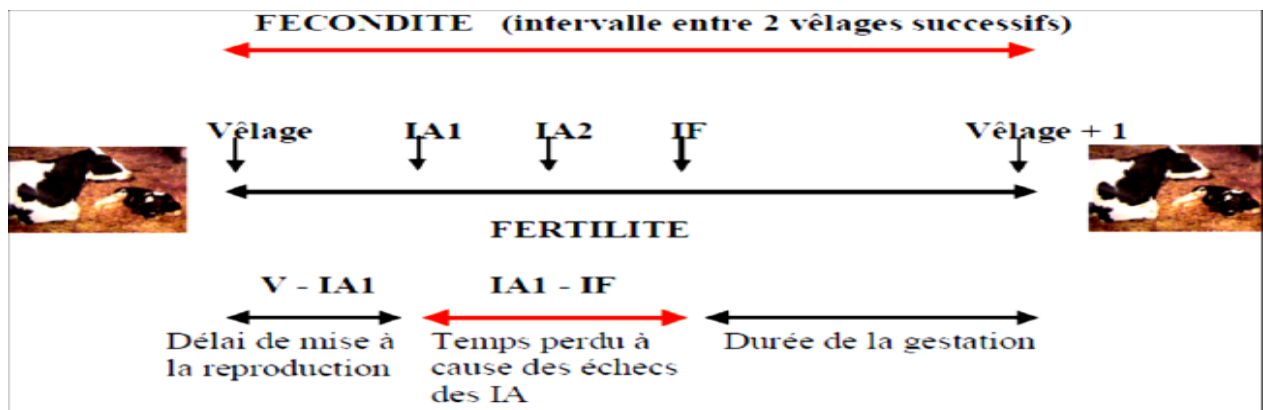 FECONDITE (intervalle entre 2 vêlages successifs)
Vêlage IA1 IA2 IF Vêlage + 1
FERTILITE
V - IA1 IA1 - IF
Délai de mise à
la reproduction
Temps perdu à
cause des échecs
des IA
Durée de la gestation